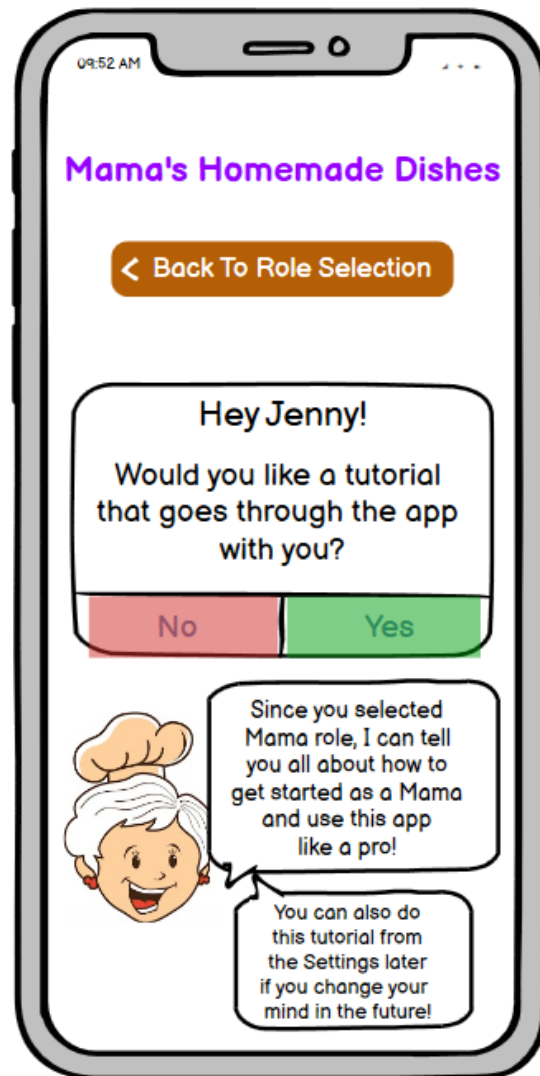 09:52 AM
Mama's Homemade Dishes
< Back To Role Selection
Hey Jenny!
Would you like a tutorial
that goes through the app
with you?
No
Yes
Since you selected
Mama role, I can tell
you all about how to
get started as a Mama
and use this app
like a pro!
You can also do
this tutorial from
the Settings later
if you change your
mind in the future!